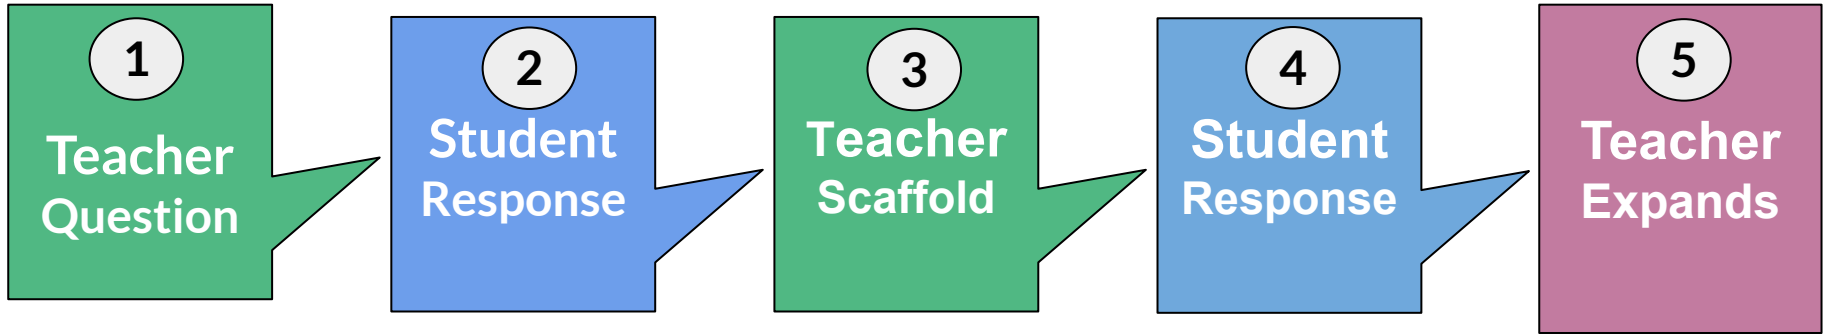 1
Teacher
Question
2
Student
Response
3
Teacher
Scaffold
4
Student
Response
5
Teacher
Expands